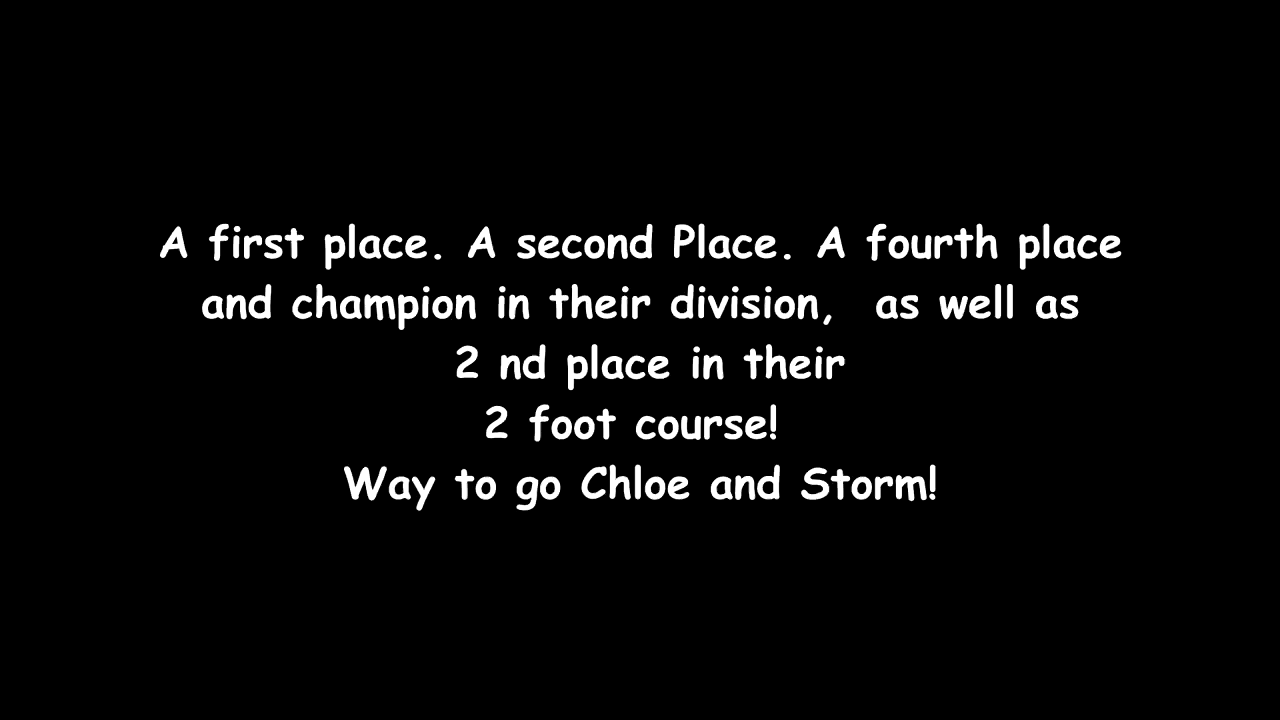 A first place. A second Place. A fourth place
and champion in their division,  as well as
2 nd place in their
2 foot course!
Way to go Chloe and Storm!